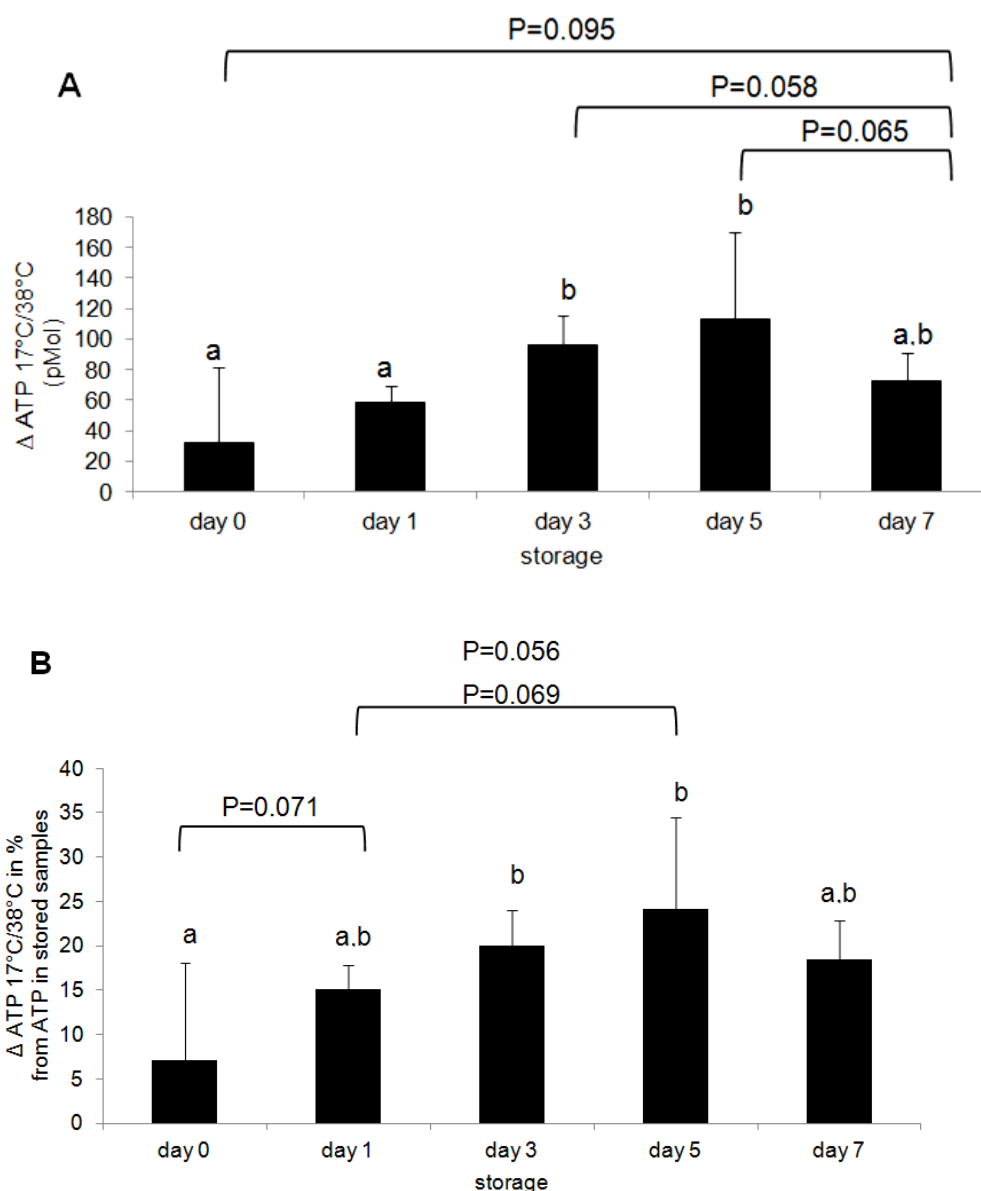 P=0.095
A
P=0.058
P=0.065
Δ ATP 17°C/38°C
(pMol)
180
160
140
120
100
80
60
40
20
0
a
a
b
b
a,b
day 0
day 1
day 3
day 5
day 7
storage
B
P=0.056
P=0.069
P=0.071
Δ ATP 17°C/38°C in %
from ATP in stored samples
40
35
30
25
20
15
10
5
0
a
a,b
b
b
a,b
day 0
day 1
day 3
day 5
day 7
storage